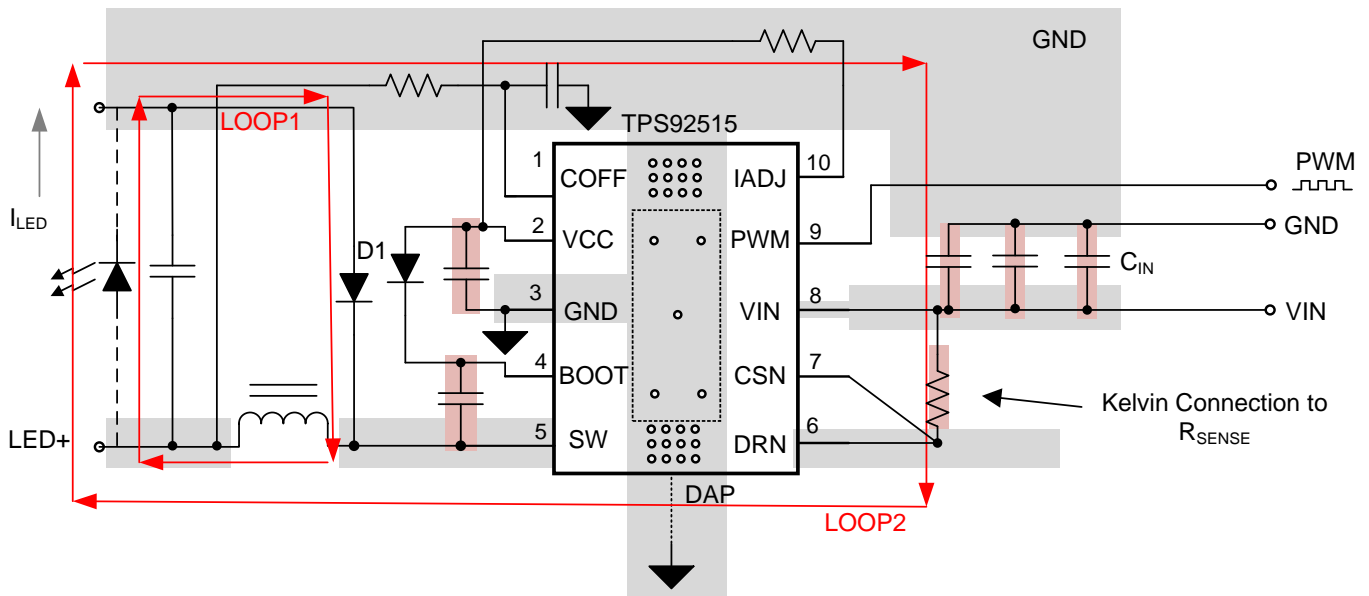 GND
LOOP1
TPS92515
1
10
COFF
IADJ
PWM
I_LED
2
VCC
D1
PWM
9
GND
C_IN
3
GND
VIN
8
VIN
4
BOOT
CSN
7
Kelvin Connection to
R_SENSE
LED+
5
SW
DRN
6
DAP
LOOP2